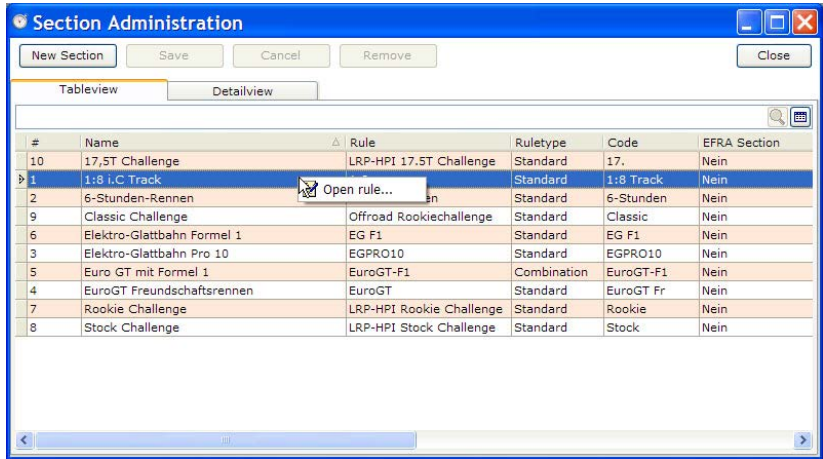 Section Administration
New Section Save Cancel Remove Close
Tableview Detailview
# Name Rule Ruletype Code EFRA Section
10 17,5T Challenge LRP-HPI 17.5T Challenge Standard 17. Nein
1 1:8 i.C Track Standard 1:8 Track Nein
Open rule...
2 6-Stunden-Rennen en Standard 6-Stunden Nein
9 Classic Challenge Offroad Rookiechallenge Standard Classic Nein
6 Elektro-Glattbahn Formel 1 EG F1 Standard EG F1 Nein
3 Elektro-Glattbahn Pro 10 EGPRO10 Standard EGPRO10 Nein
5 Euro GT mit Formel 1 EuroGT-F1 Combination EuroGT-F1 Nein
4 EuroGT Freundschaftsrennen EuroGT Standard EuroGT Fr Nein
7 Rookie Challenge LRP-HPI Rookie Challenge Standard Rookie Nein
8 Stock Challenge LRP-HPI Stock Challenge Standard Stock Nein